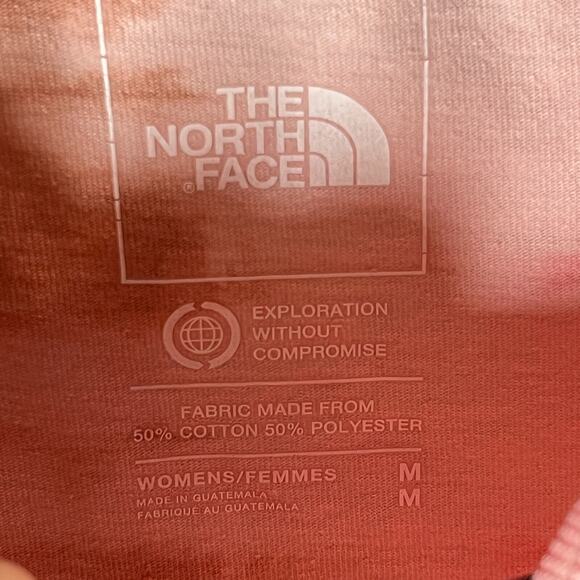 THE
NORTH
®FACE
EXPLORATION
WITHOUT
COMPROMISE
FABRIC MADE FROM
50% COTTON 50% POLYESTER
WOMENS/FEMMES M
MADE IN GUATEMALA M
FABRIQUÉ AU GUATEMALA